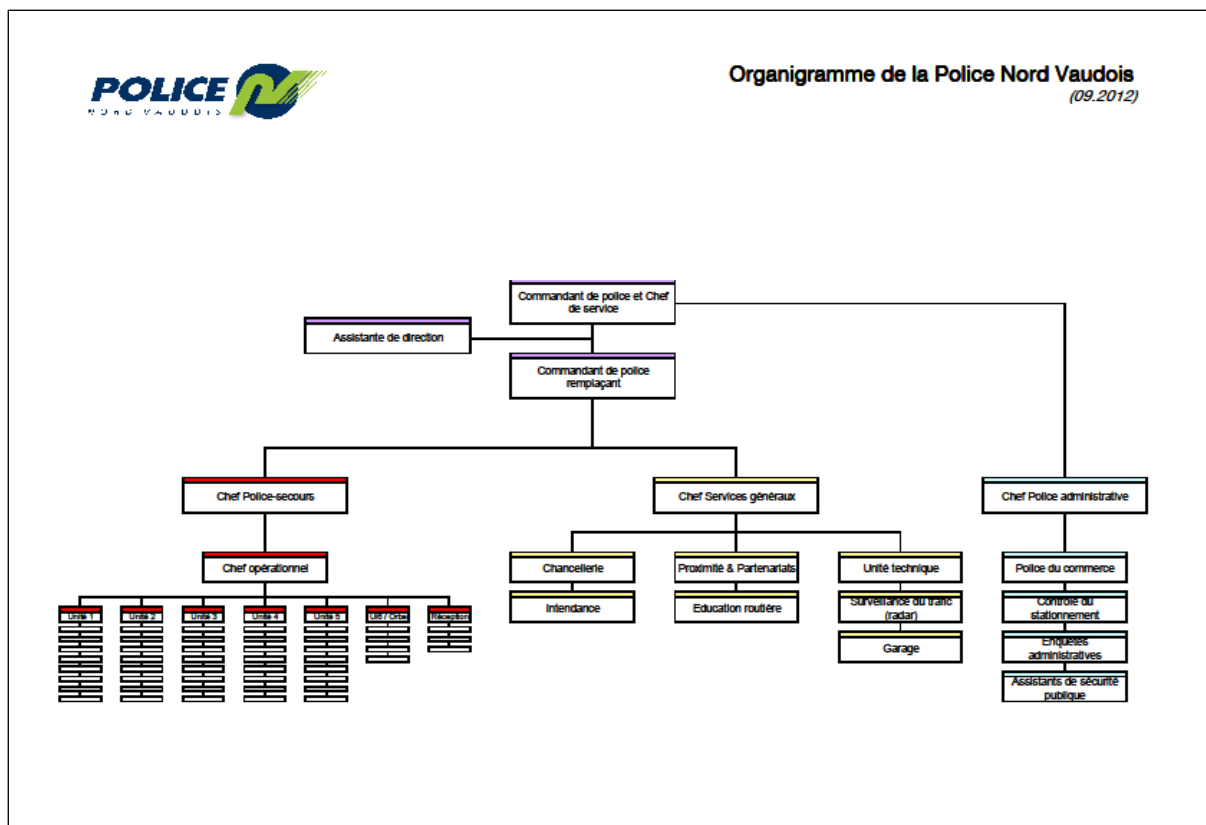 POLICE
NORD VAUDOIS
Organigramme de la Police Nord Vaudois
(09.2012)
Commandant de police et Chef
de service
Assistante de direction
Commandant de police
remplaçant
Chef Police-secours
Chef Services généraux
Chef Police administrative
Chef opérationnel
Chancellerie
Proximité & Partenariats
Unité technique
Police du commerce
Unité 1
Unité 2
Unité 3
Unité 4
Unité 5
/ Orbe
Réception
Intendance
Education routière
Surveillance du trafic
(radar)
Contrôle du
stationnement
Garage
Enquêtes
administratives
Assistants de sécurité
publique